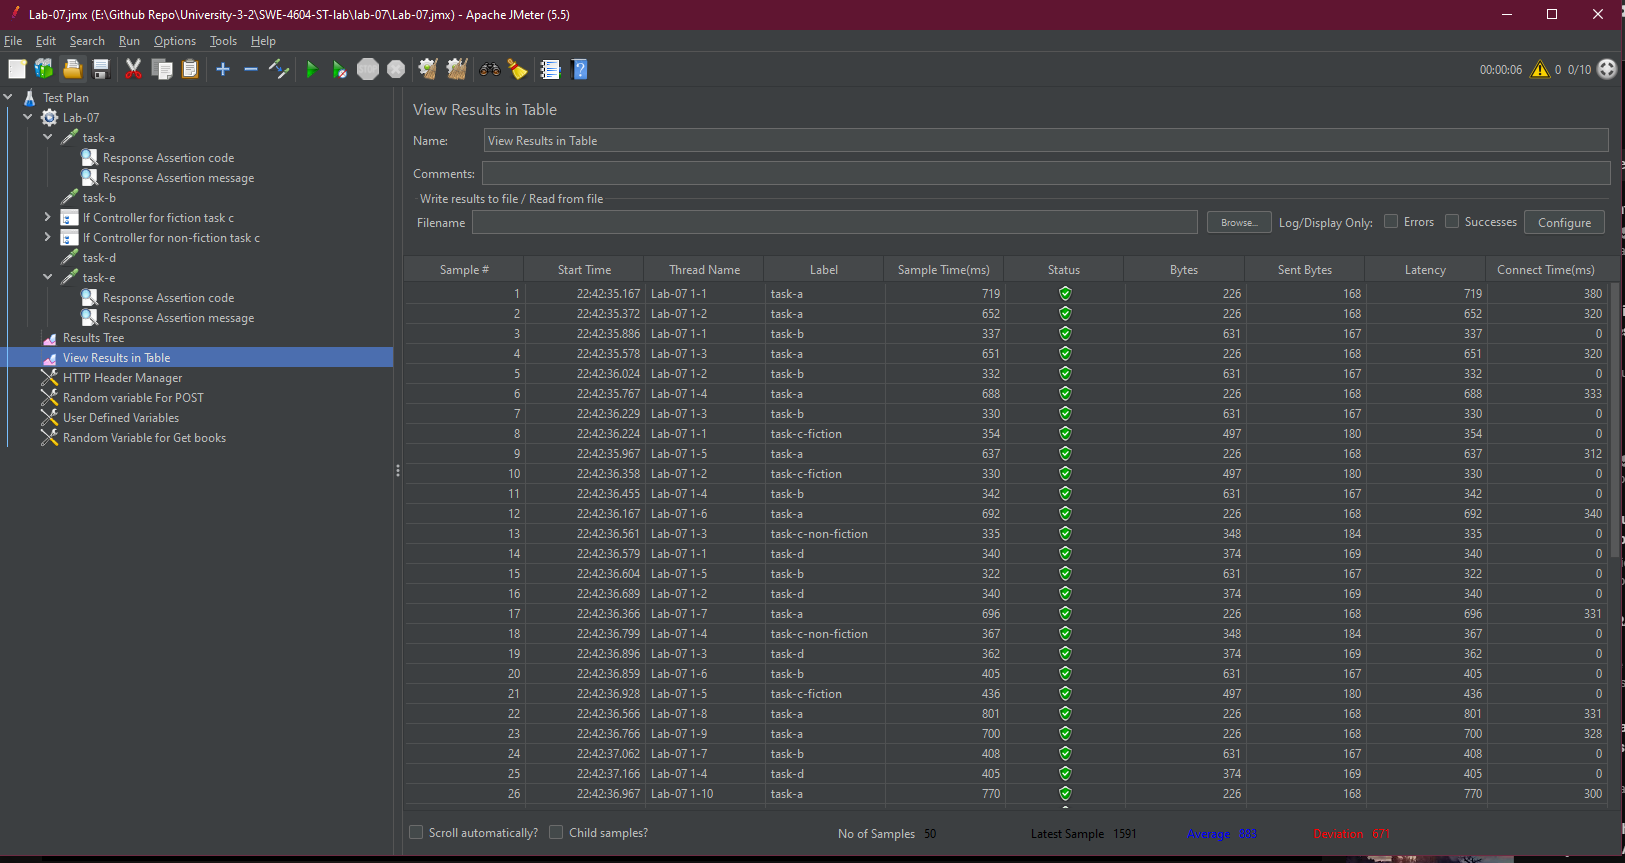 Lab-07.jmx (E:\Github Repo\University-3-2\SWE-4604-ST-lab\lab-07\Lab-07.jmx) - Apache JMeter (5.5)
File Edit Search Run Options Tools Help
00:00:06 0 0/10
Test Plan
Lab-07
task-a
Response Assertion code
Response Assertion message
task-b
If Controller for fiction task c
If Controller for non-fiction task c
task-d
task-e
Response Assertion code
Response Assertion message
Results Tree
View Results in Table
HTTP Header Manager
Random variable For POST
User Defined Variables
Random Variable for Get books
View Results in Table
Name: View Results in Table
Comments:
Write results to file / Read from file
Filename Browse... Log/Display Only: Errors Successes Configure
Sample # Start Time Thread Name Label Sample Time(ms) Status Bytes Sent Bytes Latency Connect Time(ms)
1 22:42:35.167 Lab-07 1-1 task-a 719 226 168 719 380
2 22:42:35.372 Lab-07 1-2 task-a 652 226 168 652 320
3 22:42:35.886 Lab-07 1-1 task-b 337 631 167 337 0
4 22:42:35.578 Lab-07 1-3 task-a 651 226 168 651 320
5 22:42:36.024 Lab-07 1-2 task-b 332 631 167 332 0
6 22:42:35.767 Lab-07 1-4 task-a 688 226 168 688 333
7 22:42:36.229 Lab-07 1-3 task-b 330 631 167 330 0
8 22:42:36.224 Lab-07 1-1 task-c-fiction 354 497 180 354 0
9 22:42:35.967 Lab-07 1-5 task-a 637 226 168 637 312
10 22:42:36.358 Lab-07 1-2 task-c-fiction 330 497 180 330 0
11 22:42:36.455 Lab-07 1-4 task-b 342 631 167 342 0
12 22:42:36.167 Lab-07 1-6 task-a 692 226 168 692 340
13 22:42:36.561 Lab-07 1-3 task-c-non-fiction 335 348 184 335 0
14 22:42:36.579 Lab-07 1-1 task-d 340 374 169 340 0
15 22:42:36.604 Lab-07 1-5 task-b 322 631 167 322 0
16 22:42:36.689 Lab-07 1-2 task-d 340 374 169 340 0
17 22:42:36.366 Lab-07 1-7 task-a 696 226 168 696 331
18 22:42:36.799 Lab-07 1-4 task-c-non-fiction 367 348 184 367 0
19 22:42:36.896 Lab-07 1-3 task-d 362 374 169 362 0
20 22:42:36.859 Lab-07 1-6 task-b 405 631 167 405 0
21 22:42:36.928 Lab-07 1-5 task-c-fiction 436 497 180 436 0
22 22:42:36.566 Lab-07 1-8 task-a 801 226 168 801 331
23 22:42:36.766 Lab-07 1-9 task-a 700 226 168 700 328
24 22:42:37.062 Lab-07 1-7 task-b 408 631 167 408 0
25 22:42:37.166 Lab-07 1-4 task-d 405 374 169 405 0
26 22:42:36.967 Lab-07 1-10 task-a 770 226 168 770 300
Scroll automatically? Child samples? No of Samples 50 Latest Sample 1591 Average 883 Deviation 671